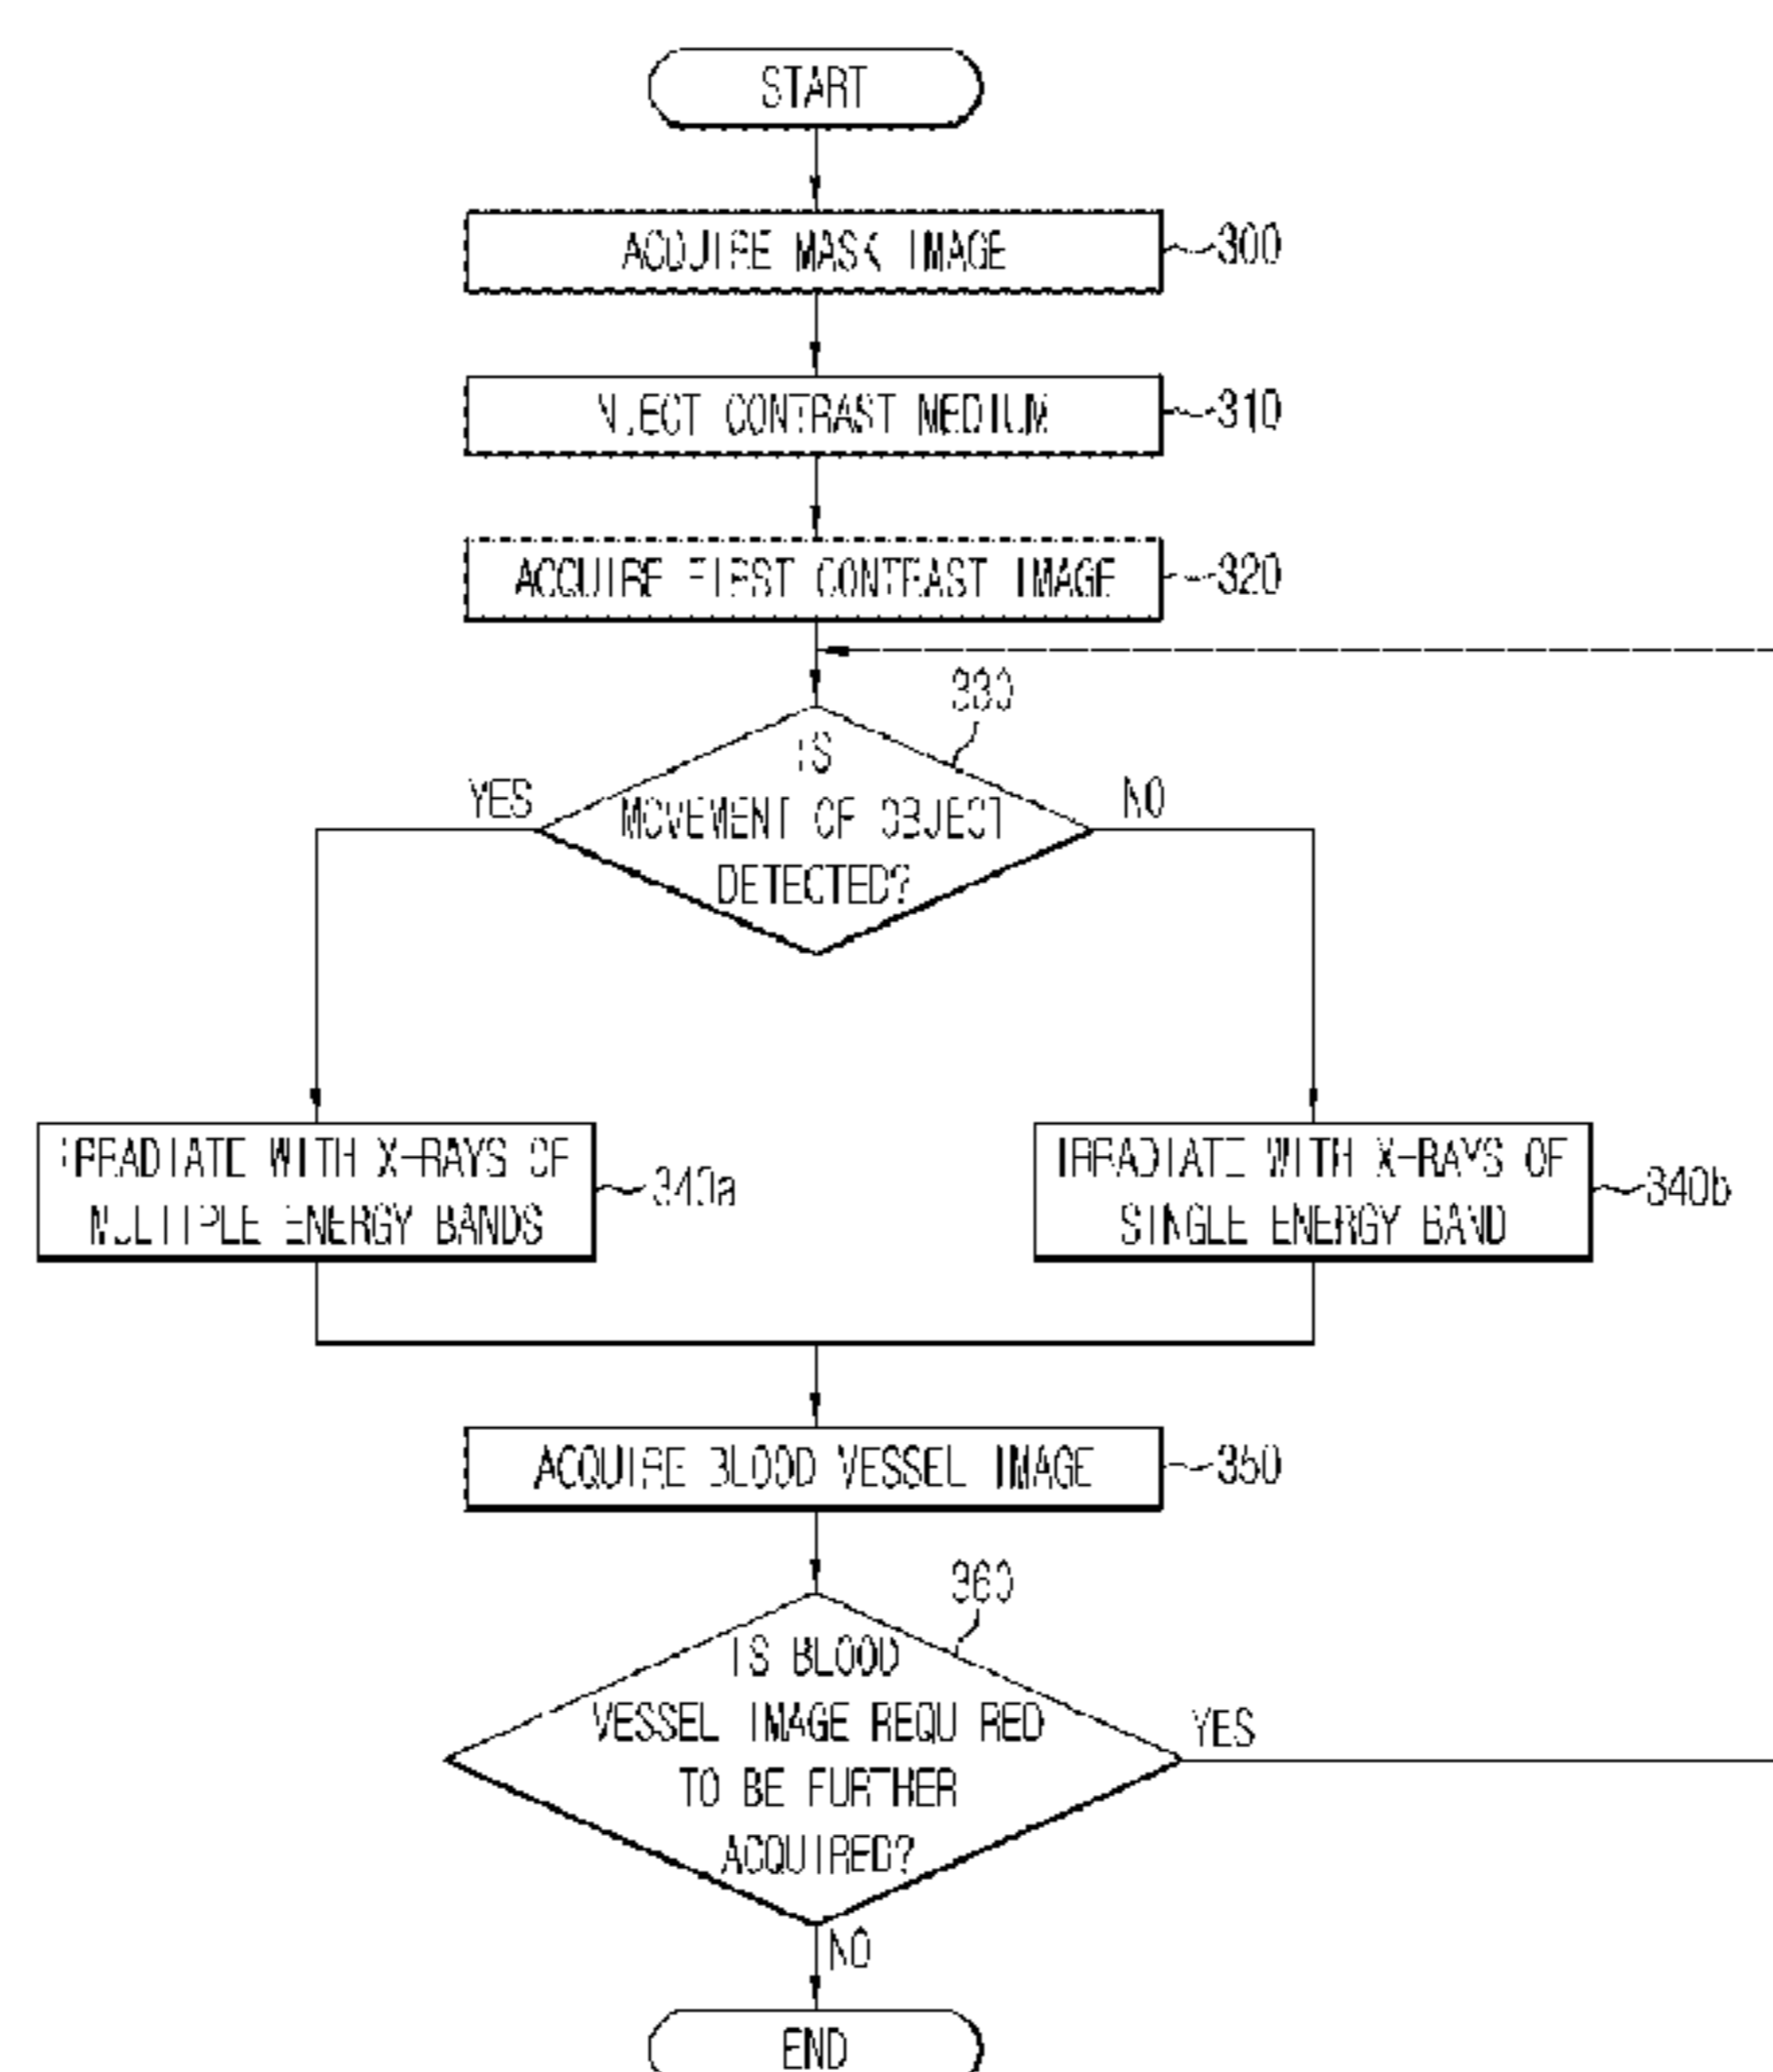 START
ACQUIRE MASK IMAGE
300
INJECT CONTRAST MEDIUM
310
ACQUIRE FIRST CONTRAST IMAGE
320
330
IS
MOVEMENT OF OBJECT
DETECTED?
YES
NO
IRRADIATE WITH X-RAYS OF
MULTIPLE ENERGY BANDS
340a
IRRADIATE WITH X-RAYS OF
SINGLE ENERGY BAND
340b
ACQUIRE BLOOD VESSEL IMAGE
350
360
IS BLOOD
VESSEL IMAGE REQUIRED
TO BE FURTHER
ACQUIRED?
YES
NO
END